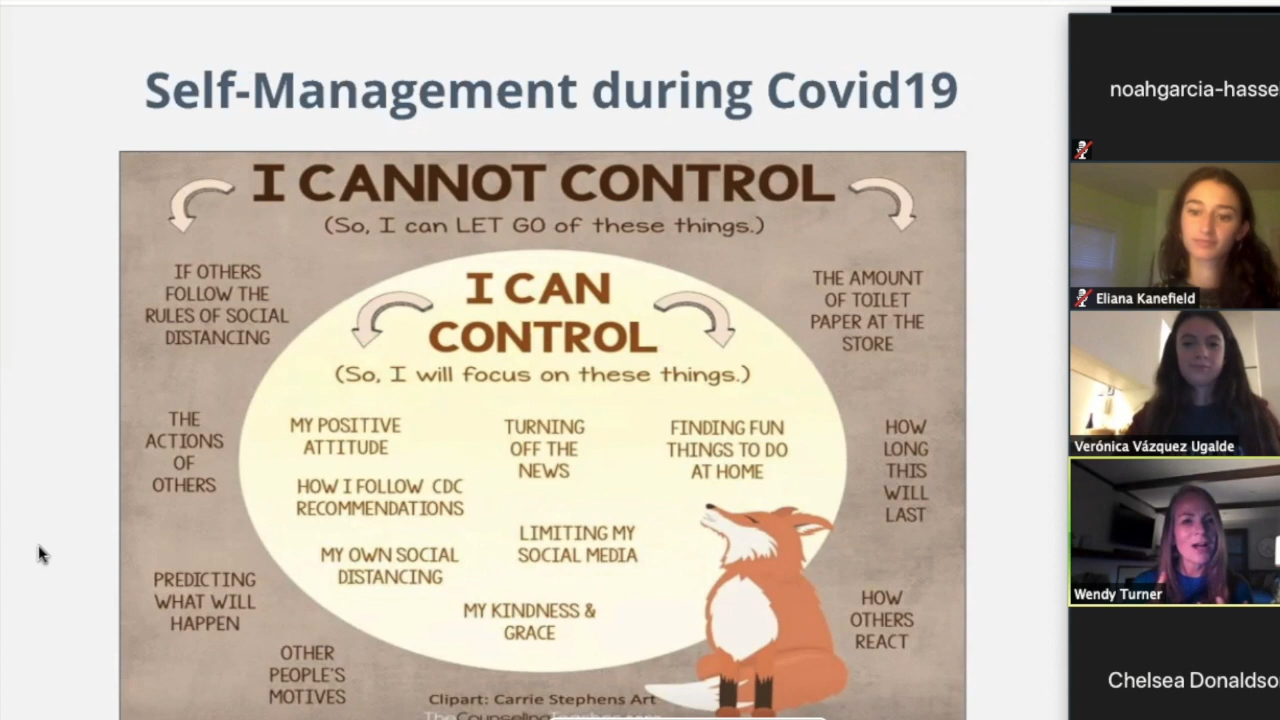 Self-Management during Covid19
I CANNOT CONTROL
(So, I can LET GO of these things.)
IF OTHERS
FOLLOW THE
RULES OF SOCIAL
DISTANCING
I CAN
CONTROL
(So, I will focus on these things.)
THE AMOUNT
OF TOILET
PAPER AT THE
STORE
THE
ACTIONS
OF
OTHERS
MY POSITIVE
ATTITUDE
TURNING
OFF THE
NEWS
FINDING FUN
THINGS TO DO
AT HOME
HOW
LONG
THIS
WILL
LAST
HOW I FOLLOW CDC
RECOMMENDATIONS
LIMITING MY
SOCIAL MEDIA
MY OWN SOCIAL
DISTANCING
MY KINDNESS &
GRACE
PREDICTING
WHAT WILL
HAPPEN
HOW
OTHERS
REACT
OTHER
PEOPLE'S
MOTIVES
Clipart: Carrie Stephens Art
noahgarcia-hasse
Eliana Kanefield
Verónica Vázquez Ugalde
Wendy Turner
Chelsea Donaldso